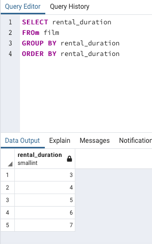 Query Editor Query History
1 SELECT rental_duration
2 FROm film
3 GROUP BY rental_duration
4 ORDER BY rental_duration
Data Output Explain Messages Notification
rental_duration
smallint
1 3
2 4
3 5
4 6
5 7